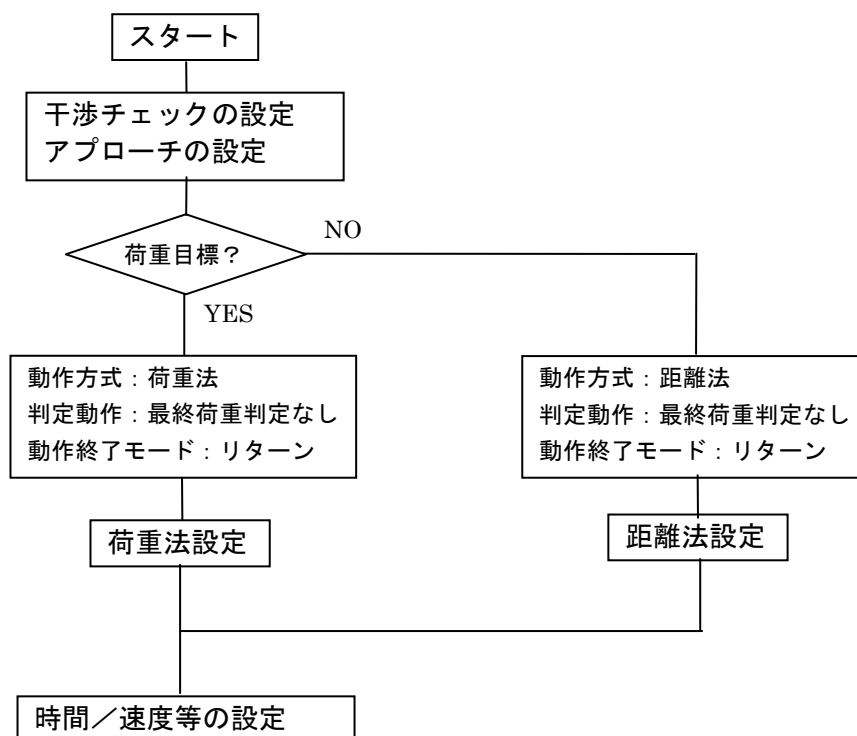 スタート
干渉チェックの設定
アプローチの設定
荷重目標？
NO
YES
動作方式：荷重法
判定動作：最終荷重判定なし
動作終了モード：リターン
動作方式：距離法
判定動作：最終荷重判定なし
動作終了モード：リターン
荷重法設定
距離法設定
時間／速度等の設定